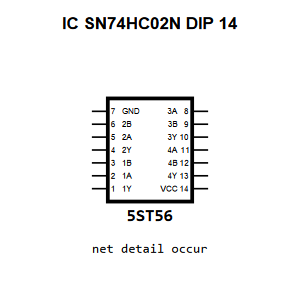 IC SN74HC02N DIP 14
7 GND 3A 8
6 2B 3B 9
5 2A 3Y 10
4 2Y 4A 11
3 1B 4B 12
2 1A 4Y 13
1 1Y VCC 14
5ST56
net detail occur